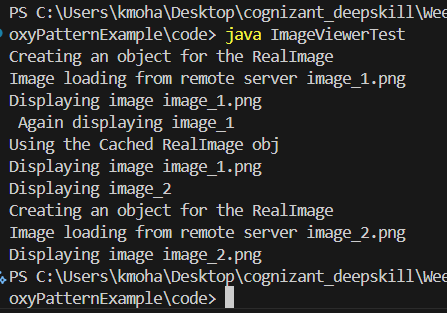 PS C:\Users\kmoha\Desktop\cognizant_deepskill\Wee
oxyPatternExample\code> java ImageViewerTest
Creating an object for the RealImage
Image loading from remote server image_1.png
Displaying image image_1.png
 Again displaying image_1
Using the Cached RealImage obj
Displaying image image_1.png
Displaying image_2
Creating an object for the RealImage
Image loading from remote server image_2.png
Displaying image image_2.png
PS C:\Users\kmoha\Desktop\cognizant_deepskill\Wee
oxyPatternExample\code>